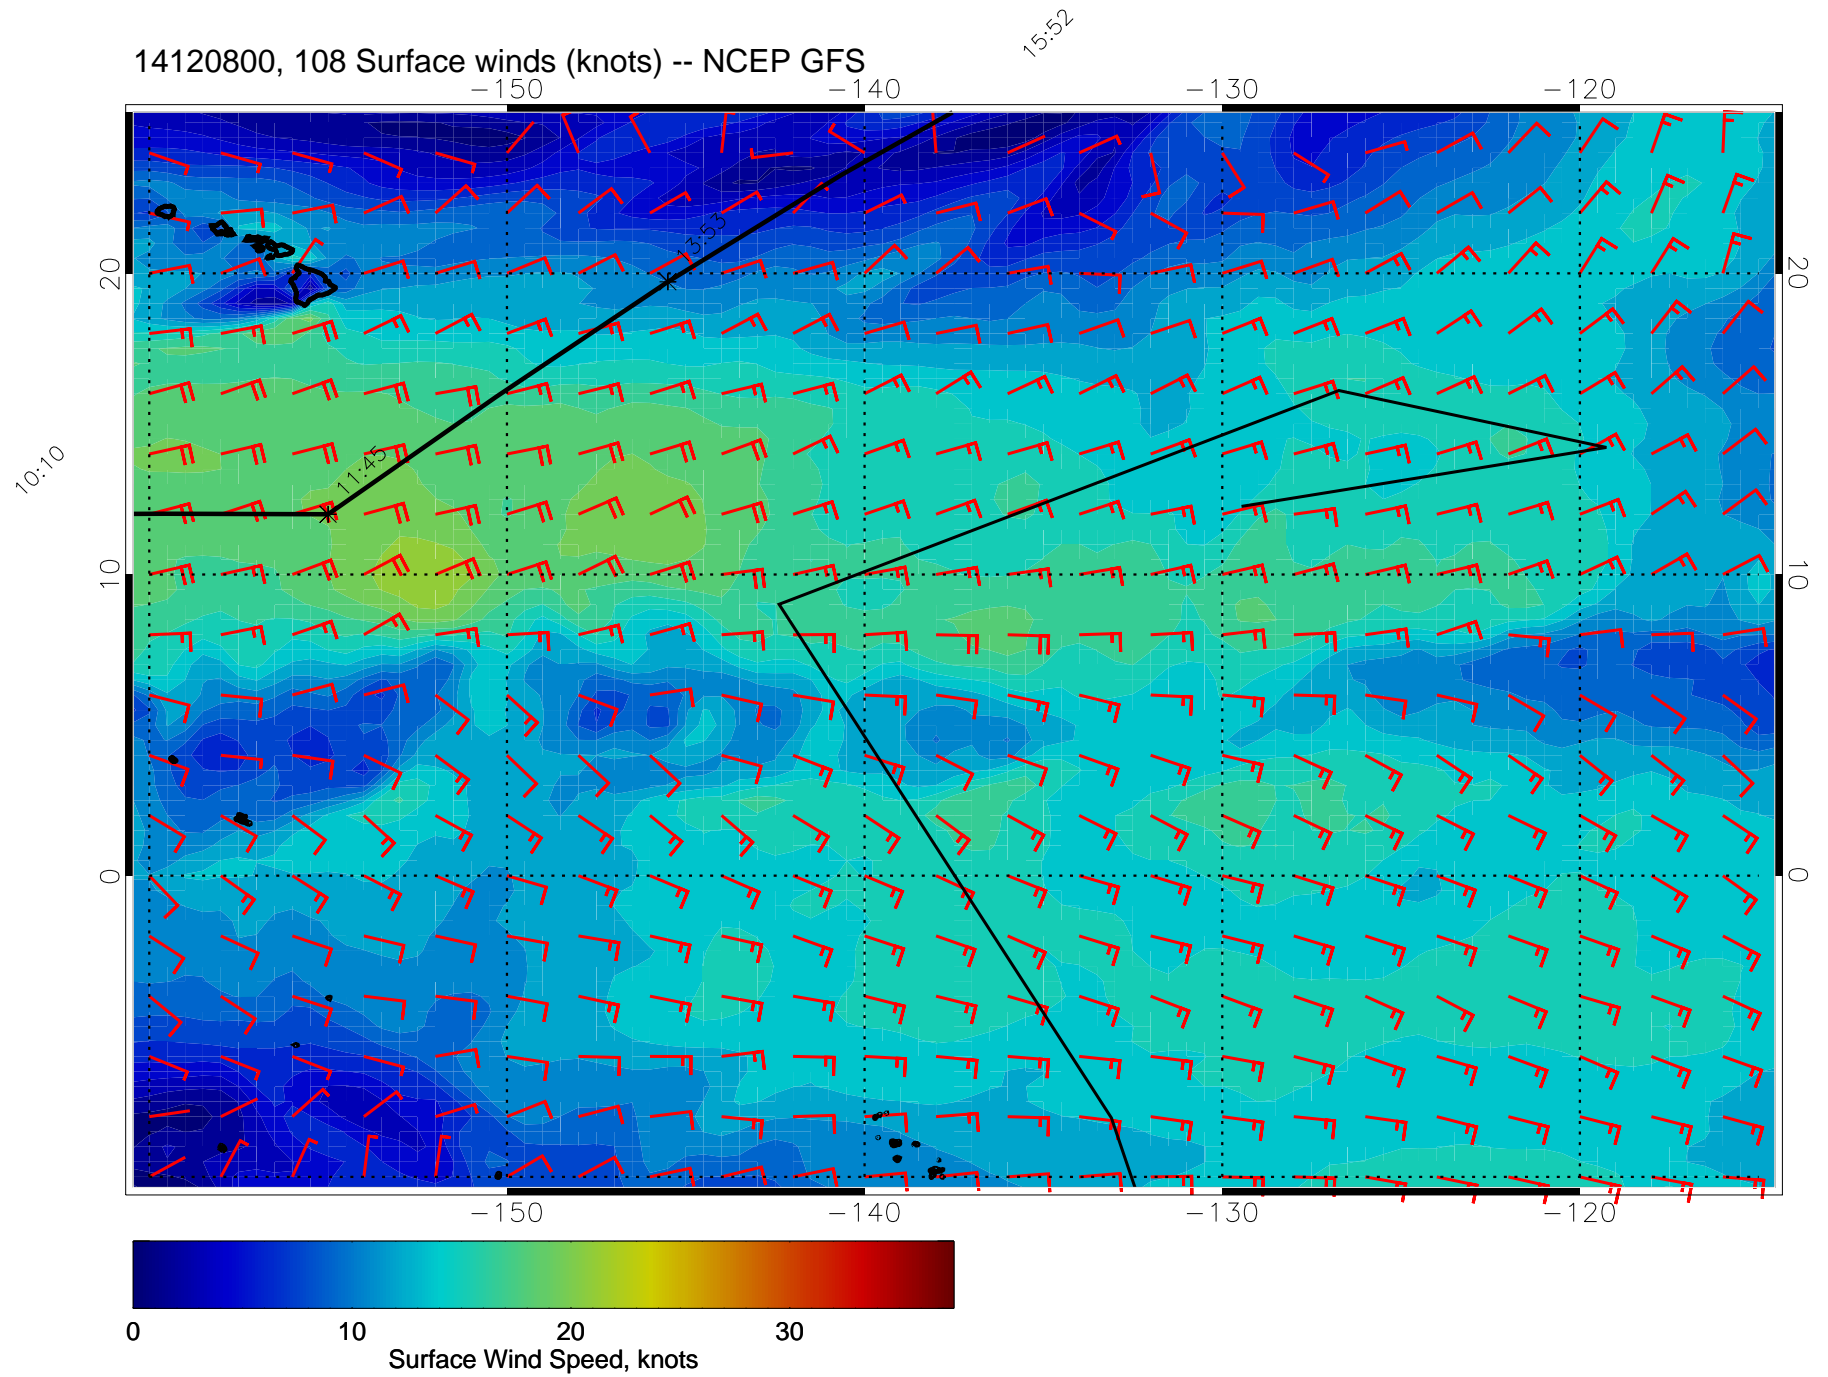 15:52
14120800, 108 Surface winds (knots) -- NCEP GFS
−150 −140 −130 −120
13:53
20 20
11:45
10:10
10 10
0 0
−150 −140 −130 −120
0 10 20 30
Surface Wind Speed, knots